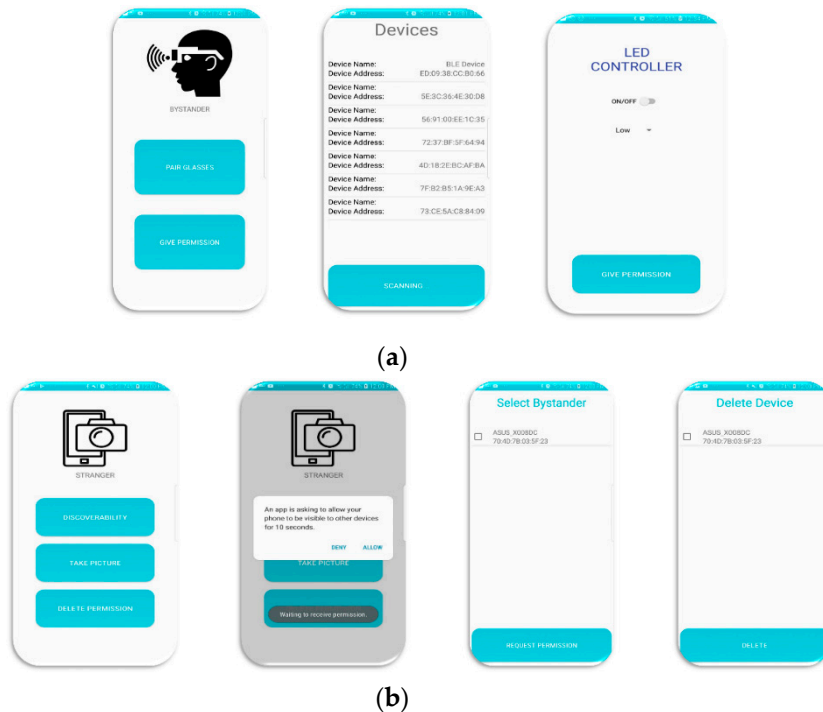 BYSTANDER
PAIR GLASSES
GIVE PERMISSION
Devices
Device Name: BLE Device
Device Address: ED:09:38:CC:B0:66
Device Name:
Device Address: 5E:3C:36:4E:30:D8
Device Name:
Device Address: 56:91:00:EE:1C:35
Device Name:
Device Address: 72:37:BF:5F:64:94
Device Name:
Device Address: 4D:18:2E:BC:AF:BA
Device Name:
Device Address: 7F:B2:B5:1A:9E:A3
Device Name:
Device Address: 73:CE:5A:C8:84:09
SCANNING
LED
CONTROLLER
ON/OFF
Low
GIVE PERMISSION
(a)
STRANGER
DISCOVERABILITY
TAKE PICTURE
DELETE PERMISSION
STRANGER
An app is asking to allow your
phone to be visible to other devices
for 10 seconds.
DENY ALLOW
TAKE PICTURE
Waiting to receive permission.
Select Bystander
ASUS_X008DC
70:4D:7B:03:5F:23
REQUEST PERMISSION
Delete Device
ASUS_X008DC
70:4D:7B:03:5F:23
DELETE
(b)